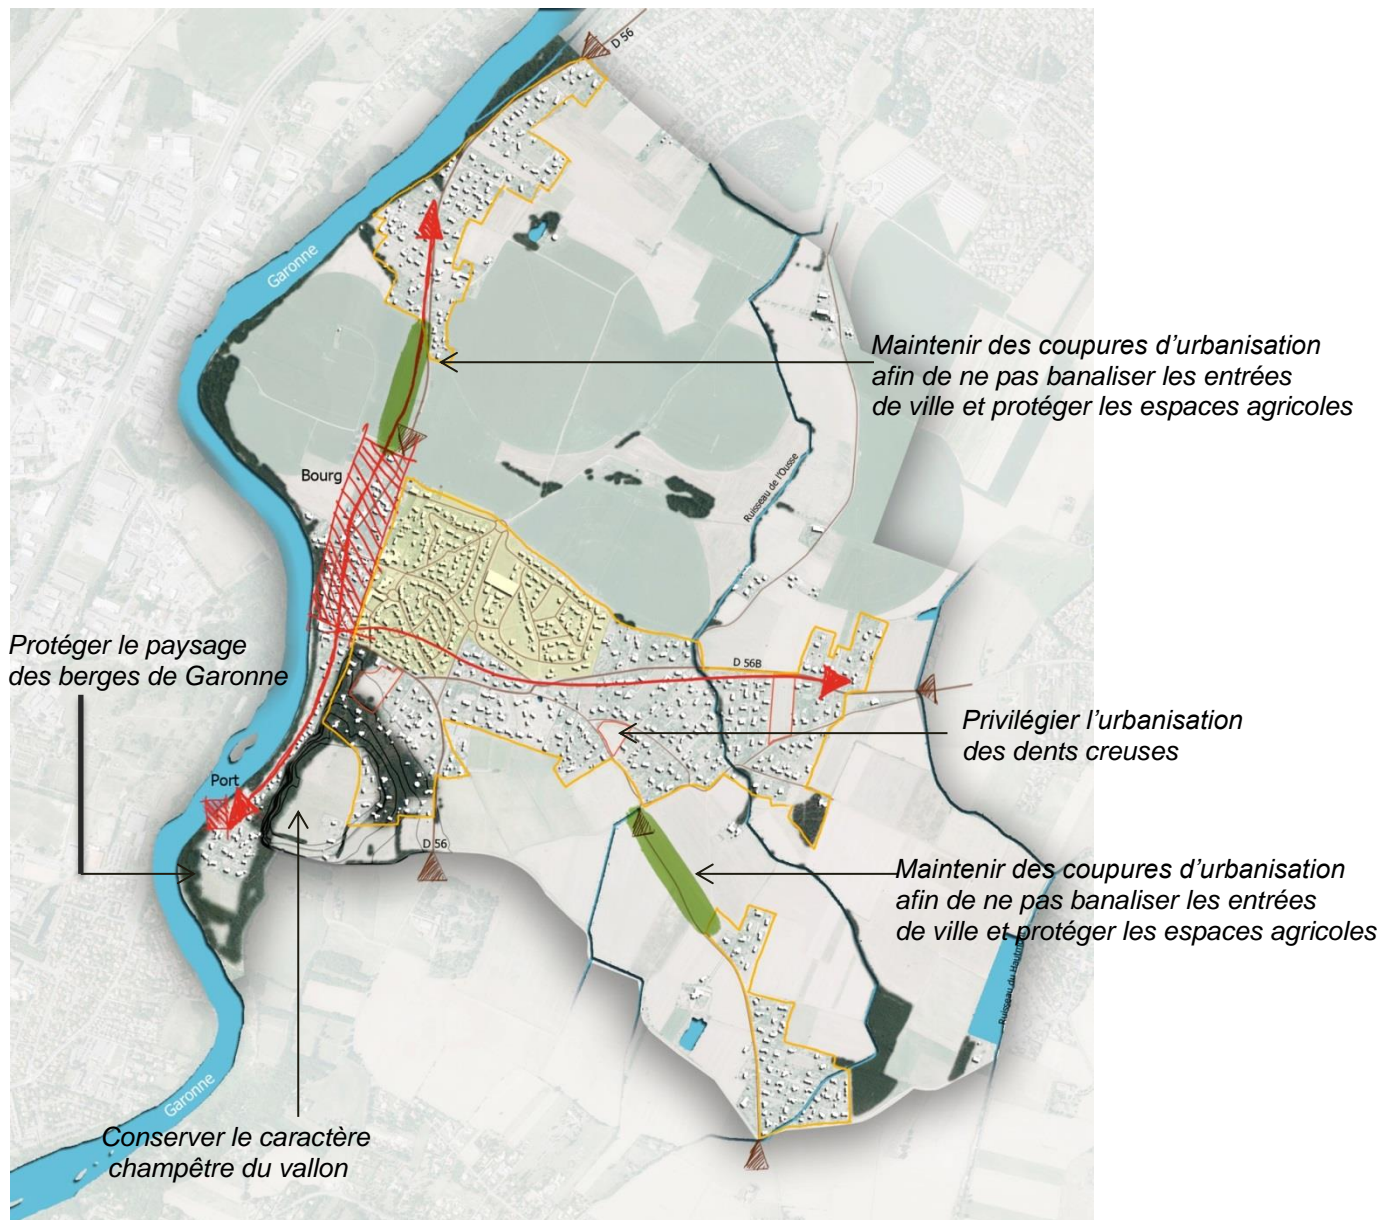 D 56
Garonne
Maintenir des coupures d’urbanisation
afin de ne pas banaliser les entrées
de ville et protéger les espaces agricoles
Bourg
Ruisseau de l'Ousse
Protéger le paysage
des berges de Garonne
D 56B
Privilégier l’urbanisation
des dents creuses
Port
D 56
Maintenir des coupures d’urbanisation
afin de ne pas banaliser les entrées
de ville et protéger les espaces agricoles
Ruisseau du
Garonne
Conserver le caractère
champêtre du vallon